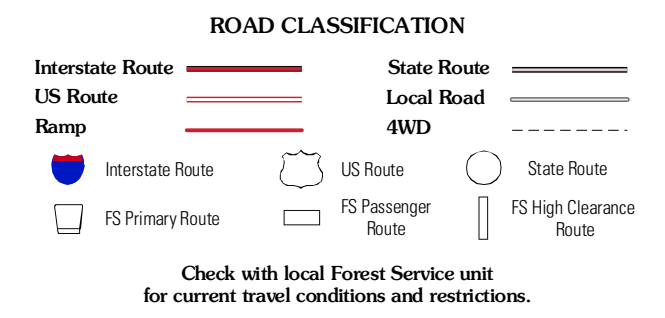 ROAD CLASSIFICATION
Interstate Route
State Route
US Route
Local Road
Ramp
4WD
Interstate Route
US Route
State Route
FS Primary Route
FS Passenger
Route
FS High Clearance
Route
Check with local Forest Service unit
for current travel conditions and restrictions.